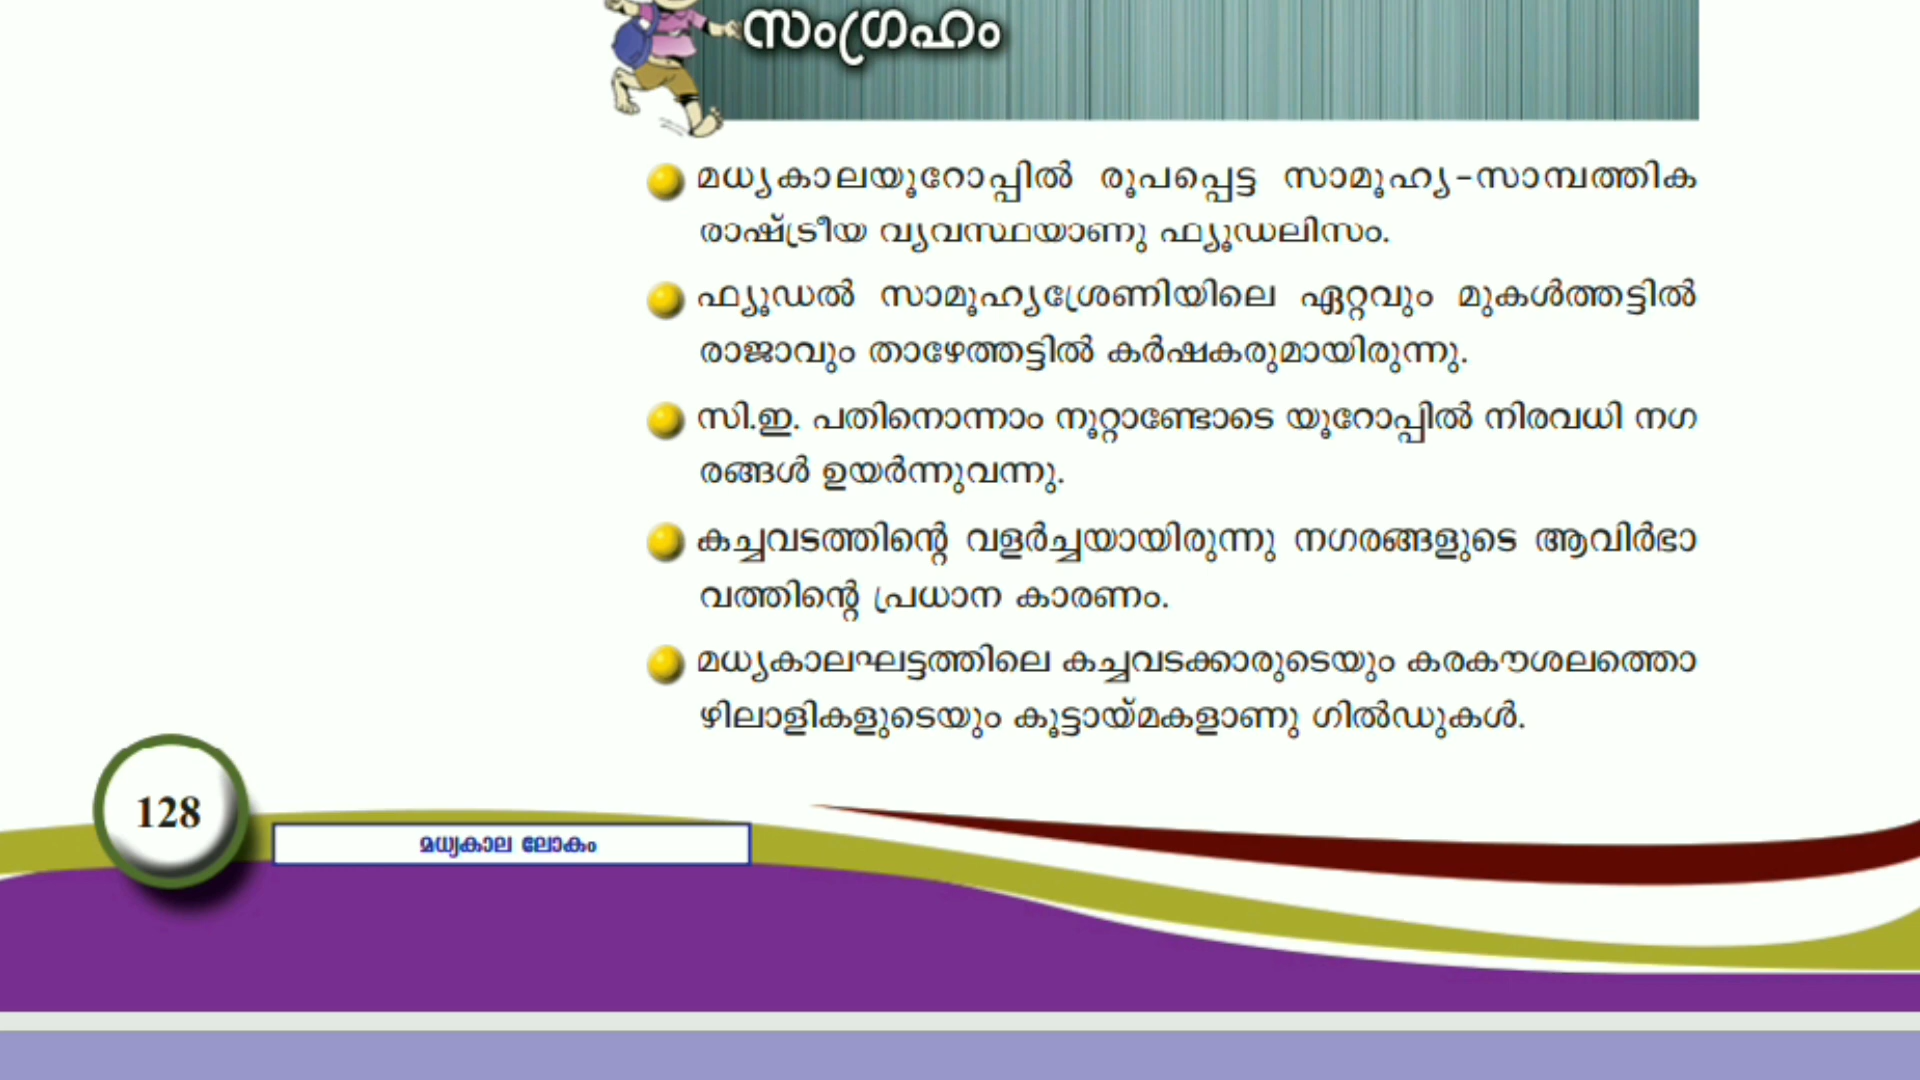 സംഗ്രഹം
മധ്യകാലയൂറോപ്പിൽ രൂപപ്പെട്ട സാമൂഹ്യ-സാമ്പത്തിക
രാഷ്ട്രീയ വ്യവസ്ഥയാണു ഫ്യൂഡലിസം.
ഫ്യൂഡൽ സാമൂഹ്യശ്രേണിയിലെ ഏറ്റവും മുകൾത്തട്ടിൽ
രാജാവും താഴേത്തട്ടിൽ കർഷകരുമായിരുന്നു.
സി.ഇ. പതിനൊന്നാം നൂറ്റാണ്ടോടെ യൂറോപ്പിൽ നിരവധി നഗ
രങ്ങൾ ഉയർന്നുവന്നു.
കച്ചവടത്തിന്റെ വളർച്ചയായിരുന്നു നഗരങ്ങളുടെ ആവിർഭാ
വത്തിന്റെ പ്രധാന കാരണം.
മധ്യകാലഘട്ടത്തിലെ കച്ചവടക്കാരുടെയും കരകൗശലത്തൊ
ഴിലാളികളുടെയും കൂട്ടായ്മകളാണു ഗിൽഡുകൾ.
128
മധ്യകാല ലോകം